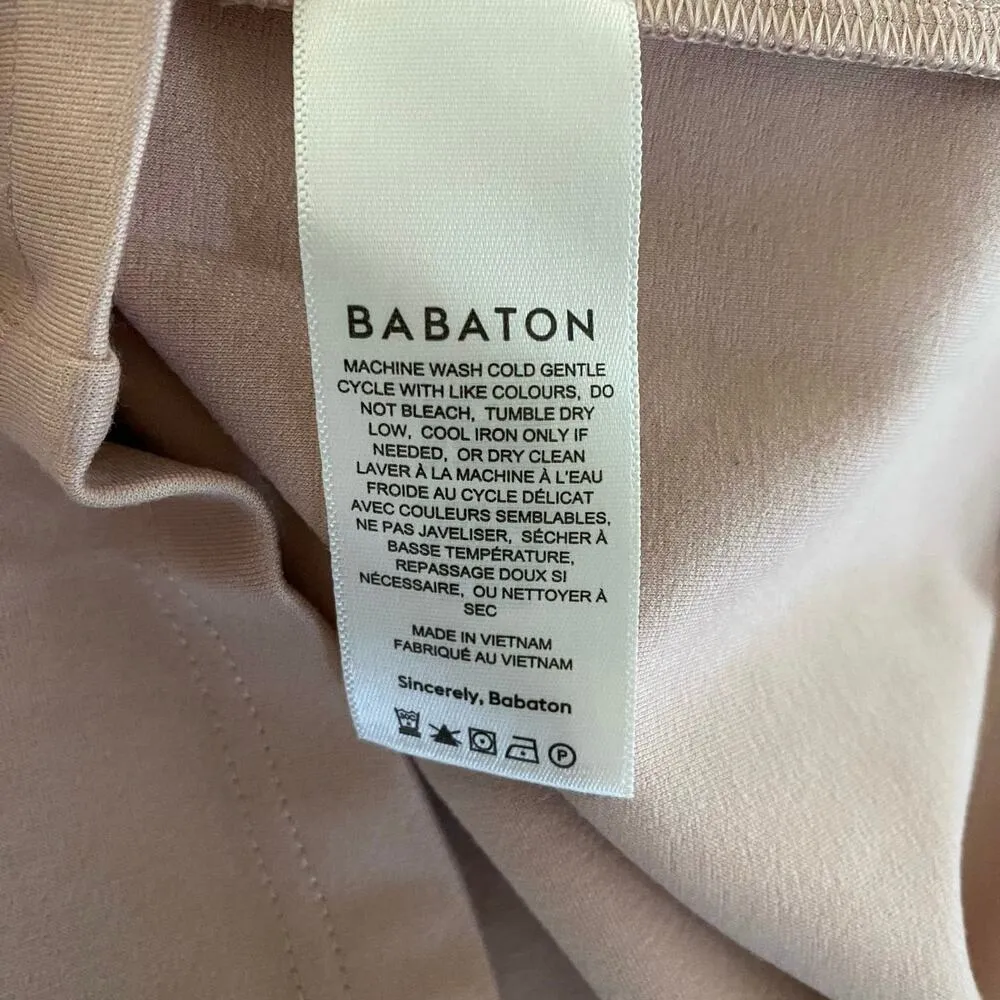 BABATON
MACHINE WASH COLD GENTLE
CYCLE WITH LIKE COLOURS, DO
NOT BLEACH, TUMBLE DRY
LOW, COOL IRON ONLY IF
NEEDED, OR DRY CLEAN
LAVER À LA MACHINE À L'EAU
FROIDE AU CYCLE DÉLICAT
AVEC COULEURS SEMBLABLES,
NE PAS JAVELISER, SÉCHER À
BASSE TEMPÉRATURE,
REPASSAGE DOUX SI
NÉCESSAIRE, OU NETTOYER À
SEC
MADE IN VIETNAM
FABRIQUÉ AU VIETNAM
Sincerely, Babaton
P